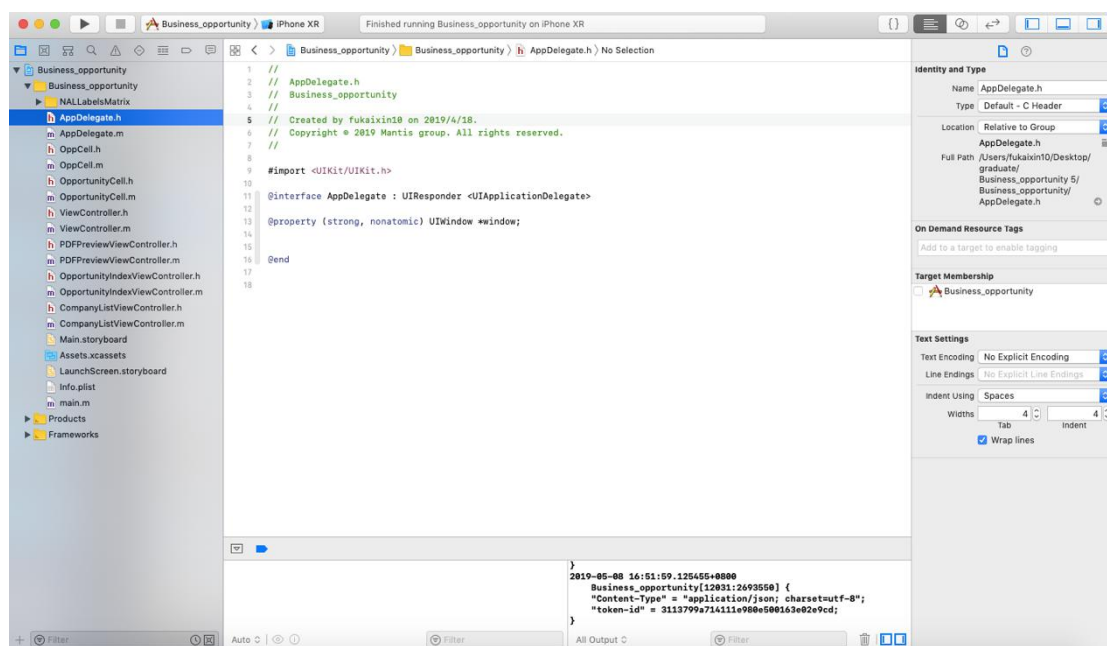 Business_opportunity 〉 iPhone XR
Finished running Business_opportunity on iPhone XR
Business_opportunity
Business_opportunity
NALLabelsMatrix
AppDelegate.h
AppDelegate.m
OppCell.h
OppCell.m
OpportunityCell.h
OpportunityCell.m
ViewController.h
ViewController.m
PDFPreviewViewController.h
PDFPreviewViewController.m
OpportunityIndexViewController.h
OpportunityIndexViewController.m
CompanyListViewController.h
CompanyListViewController.m
Main.storyboard
Assets.xcassets
LaunchScreen.storyboard
Info.plist
main.m
Products
Frameworks
Filter
Business_opportunity 〉 Business_opportunity 〉 AppDelegate.h 〉 No Selection
1 //
2 // AppDelegate.h
3 // Business_opportunity
4 //
5 // Created by fukaixin10 on 2019/4/18.
6 // Copyright © 2019 Mantis group. All rights reserved.
7 //
8
9 #import <UIKit/UIKit.h>
10
11 @interface AppDelegate : UIResponder <UIApplicationDelegate>
12
13 @property (strong, nonatomic) UIWindow *window;
14
15
16 @end
17
18
}
2019-05-08 16:51:59.125455+0800
Business_opportunity[12031:2693550] {
"Content-Type" = "application/json; charset=utf-8";
"token-id" = 3113799a714111e980e500163e02e9cd;
}
Auto
Filter
All Output
Filter
Identity and Type
Name AppDelegate.h
Type Default - C Header
Location Relative to Group
AppDelegate.h
Full Path /Users/fukaixin10/Desktop/
graduate/
Business_opportunity 5/
Business_opportunity/
AppDelegate.h
On Demand Resource Tags
Add to a target to enable tagging
Target Membership
Business_opportunity
Text Settings
Text Encoding No Explicit Encoding
Line Endings No Explicit Line Endings
Indent Using Spaces
Widths 4 4
Tab Indent
Wrap lines